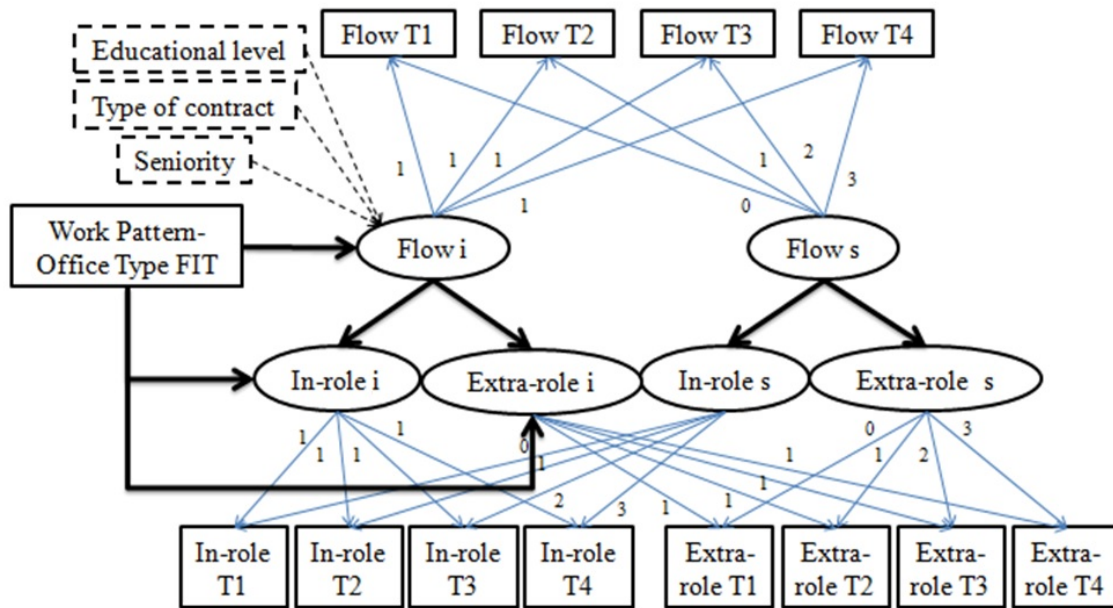 Flow T1
Flow T2
Flow T3
Flow T4
Educational level
Type of contract
Seniority
1
1
1
1
0
1
2
3
Work Pattern-
Office Type FIT
Flow i
Flow s
In-role i
Extra-role i
In-role s
Extra-role s
1
1
1
1
0
1
2
3
1
1
1
1
0
1
2
3
In-role
T1
In-role
T2
In-role
T3
In-role
T4
Extra-
role T1
Extra-
role T2
Extra-
role T3
Extra-
role T4